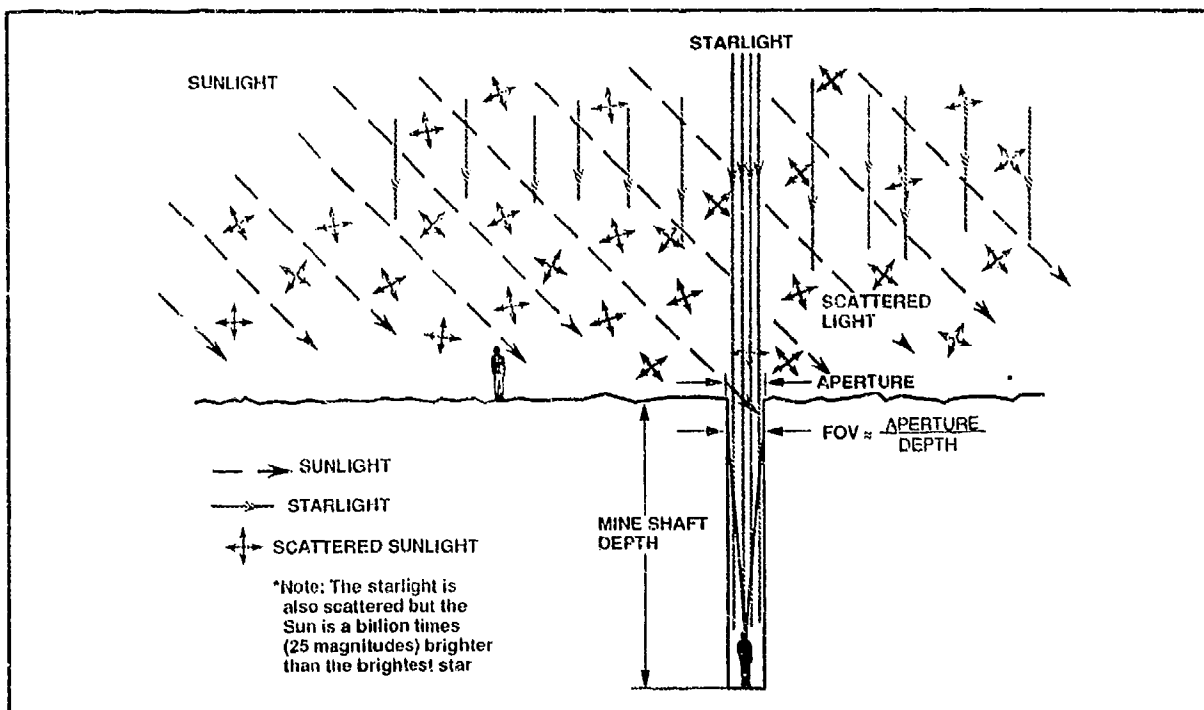 STARLIGHT
SUNLIGHT
SCATTERED
LIGHT
APERTURE
FOV ≈ APERTURE
DEPTH
SUNLIGHT
STARLIGHT
SCATTERED SUNLIGHT
MINE SHAFT
DEPTH
*Note: The starlight is
also scattered but the
Sun is a billion times
(25 magnitudes) brighter
than the brightest star